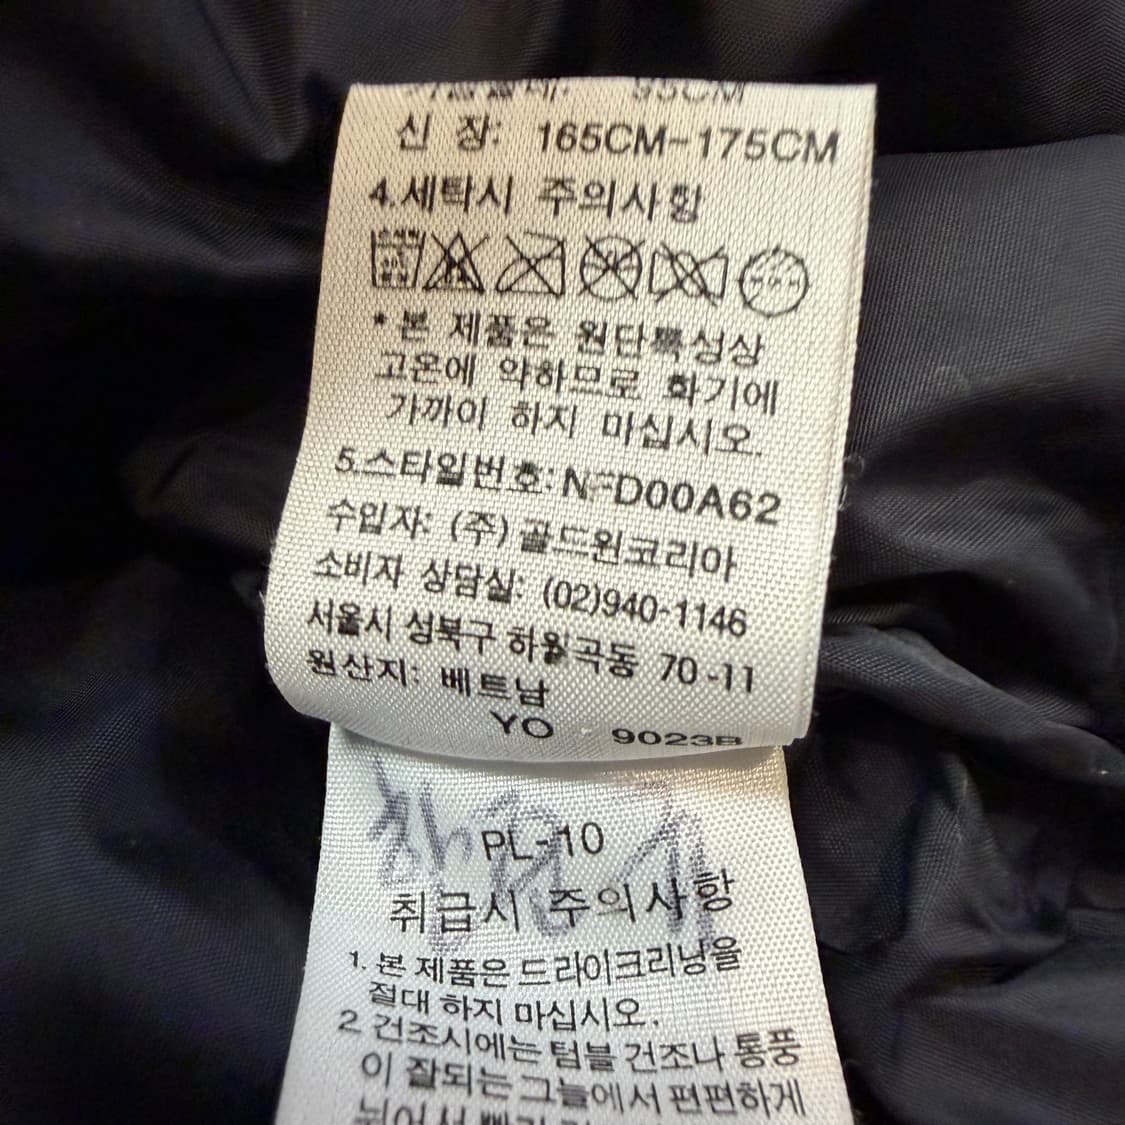 95CM
신 장: 165CM-175CM
4.세탁시 주의사항
* 본 제품은 원단특성상
고온에 약하므로 화기에
가까이 하지 마십시오.
5.스타일번호: NFD00A62
수입자: (주) 골드윈코리아
소비자 상담실: (02)940-1146
서울시 성북구 하월곡동 70-11
원산지: 베트남
YO 9023B
PL-10
취급시 주의사항
1. 본 제품은 드라이크리닝을
절대 하지 마십시오.
2 건조시에는 텀블 건조나 통풍
이 잘되는 그늘에서 편편하게